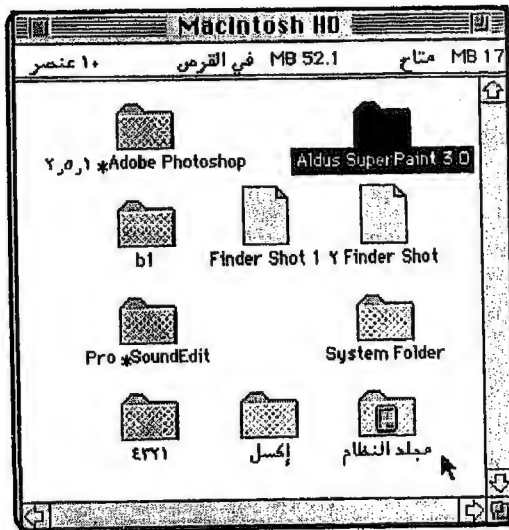 Macintosh HD
١٠ عنصر   52.1 MB في القرص   17 MB متاح
Adobe Photoshop* ٢٫٥٫١
Aldus SuperPaint 3.0
b1
Finder Shot 1
Finder Shot ٢
Pro *SoundEdit
System Folder
٤٣٢١
إكسل
مجلد النظام